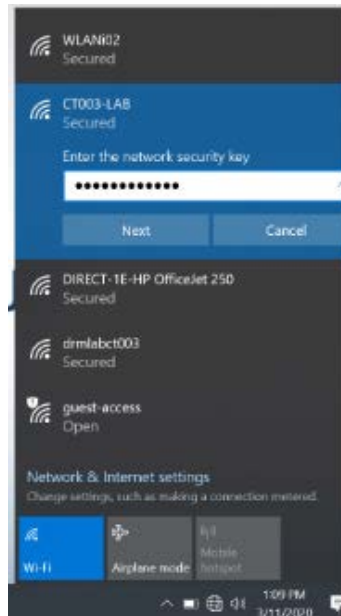 WLANi02
Secured
CT003-LAB
Secured
Enter the network security key
●●●●●●●●●●●●
Next
Cancel
DIRECT-1E-HP OfficeJet 250
Secured
drmlabct003
Secured
guest-access
Open
Network & Internet settings
Change settings, such as making a connection metered.
Wi-Fi
Airplane mode
Mobile
hotspot
1:09 PM
3/11/2020